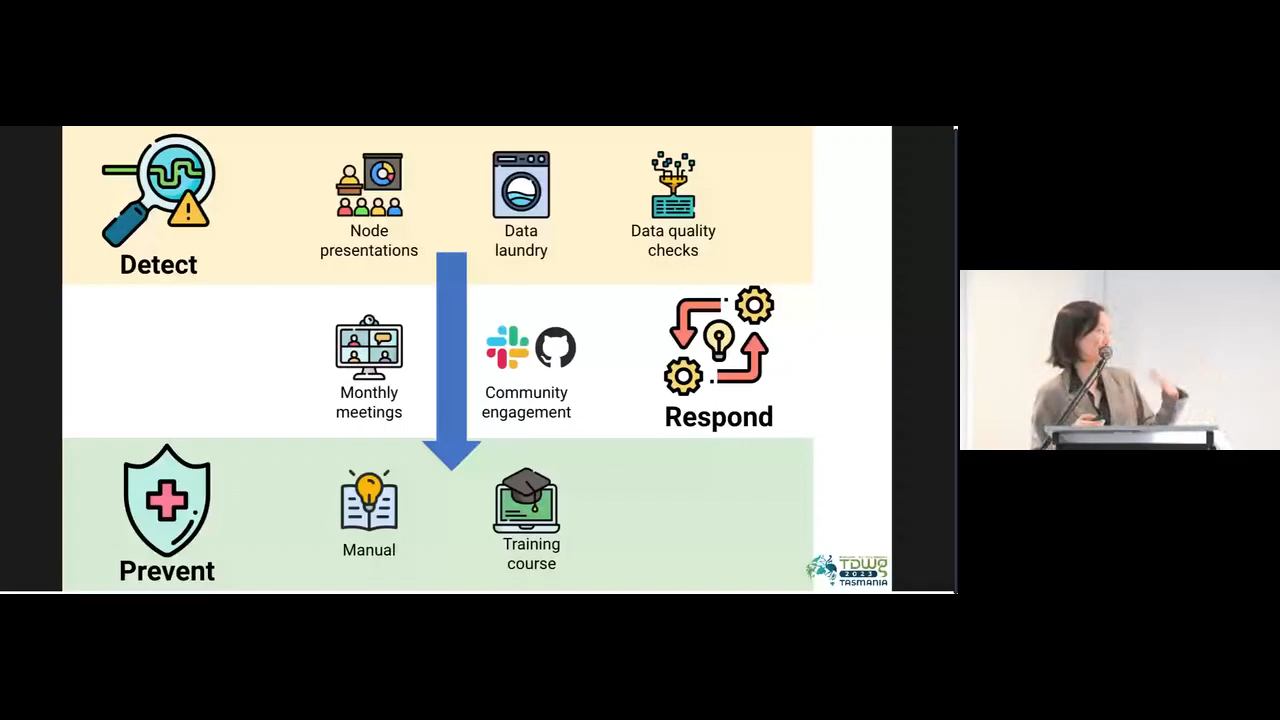 Detect
Node
presentations
Data
laundry
Data quality
checks
Monthly
meetings
Community
engagement
Respond
Prevent
Manual
Training
course
TDWG
2023
TASMANIA